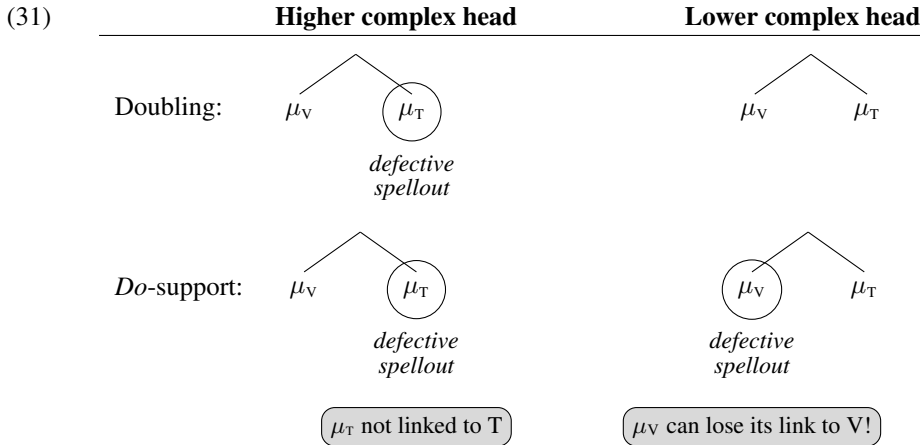 (31) Higher complex head Lower complex head
Doubling: μV μT μV μT
defective
spellout
Do-support: μV μT μV μT
defective defective
spellout spellout
μT not linked to T μV can lose its link to V!